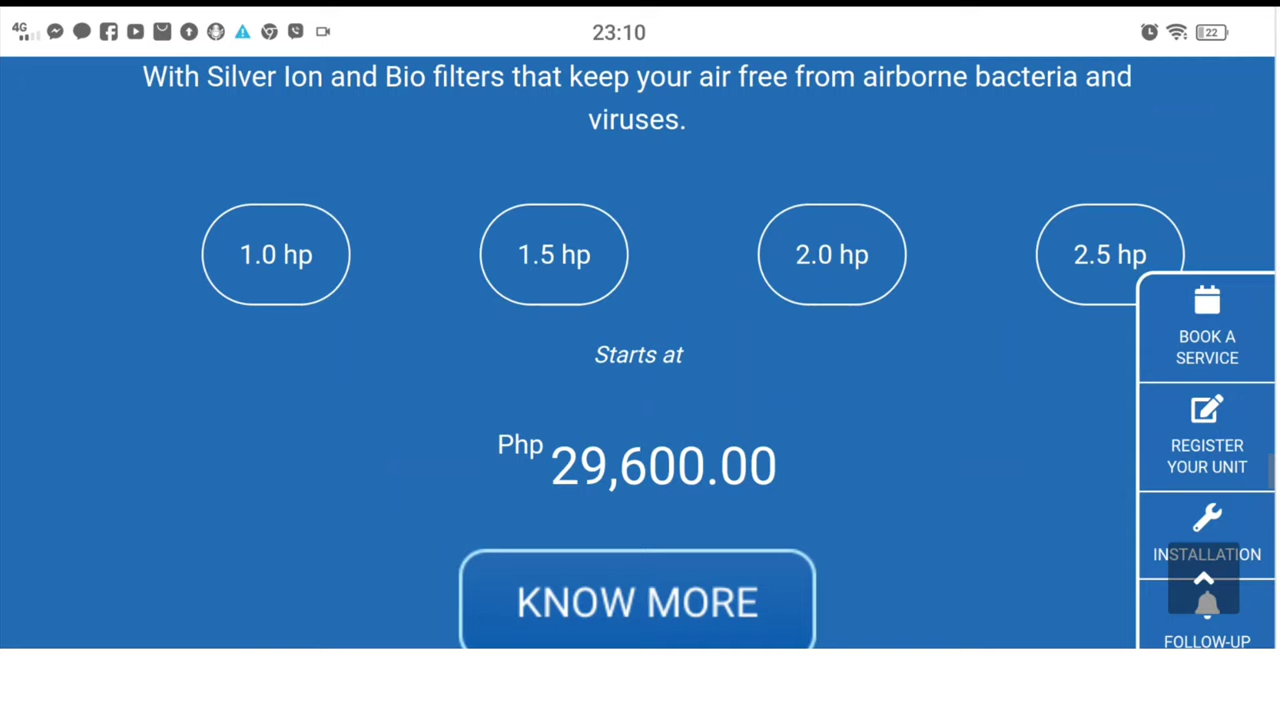 4G
23:10
22
With Silver Ion and Bio filters that keep your air free from airborne bacteria and
viruses.
1.0 hp
1.5 hp
2.0 hp
2.5 hp
Starts at
Php 29,600.00
KNOW MORE
BOOK A
SERVICE
REGISTER
YOUR UNIT
INSTALLATION
FOLLOW-UP